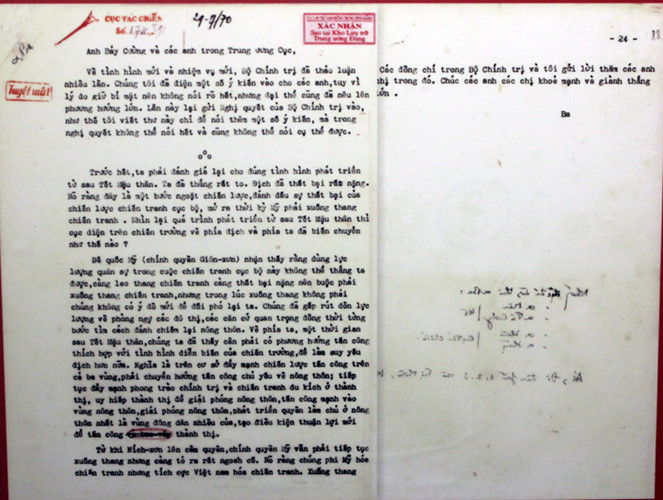 CỤC TÁC CHIẾN
Số
29-7/70
XÁC NHẬN
Sao tại Kho Lưu trữ
Trung ương Đảng
Tuyệt mật
Anh Bảy Cường và các anh trong Trung ương Cục,
Về tình hình mới và nhiệm vụ mới, Bộ Chính trị đã thảo luận
nhiều lần. Chúng tôi đã điện một số ý kiến vào cho các anh,tuy vì
lý do giữ bí mật nên không nói rõ hết,nhưng đại thể cũng đã nêu lên
phương hướng lớn. Lần này lại gửi Nghị quyết của Bộ Chính trị vào,
như thế tôi viết thư này chỉ để nói thêm một số ý kiến, mà trong
nghị quyết không thể nói hết và cũng không thể nói cụ thể được.
o°o
Trước hết,ta phải đánh giá lại cho đúng tình hình phát triển
từ sau Tết Mậu thân. Ta đã thắng rất to. Địch đã thất bại rất nặng.
Rõ ràng đây là một bước ngoặt chiến lược,đánh dấu sự thất bại của
chiến lược chiến tranh cục bộ, mở ra thời kỳ Mỹ phải xuống thang
chiến tranh . Nhìn lại quá trình phát triển từ sau Tết Mậu thân thì
cục diện trên chiến trường về phía địch và phía ta đã biến chuyển
như thế nào ?
Đế quốc Mỹ (chính quyền Giôn-xơn) nhận thấy rằng dùng lực
lượng quân sự trong cuộc chiến tranh cục bộ này không thể thắng ta
được,càng leo thang chiến tranh càng thất bại nặng nên buộc phải
xuống thang chiến tranh,nhưng trong lúc xuống thang không phải
chúng không có ý đồ mới để đối phó lại ta. Chúng đã gấp rút dồn lực
lượng về phòng ngự các đô thị,các căn cứ quan trọng đồng thời từng
bước tìm cách đánh chiếm lại nông thôn. Về phía ta, một thời gian
sau Tết Mậu thân,chúng ta đã thấy cần phải có phương hướng tấn công
thích hợp với tình hình diễn biến của chiến trường,để làm suy yếu
địch hơn nữa. Nghĩa là trên cơ sở đẩy mạnh chiến lược tấn công trên
cả ba vùng,phải chuyển hướng tấn công chủ yếu về nông thôn; tiếp
tục đẩy mạnh phong trào chính trị và chiến tranh du kích ở thành
thị, uy hiếp thành thị để giải phóng nông thôn,tấn công mạnh vào
vùng nông thôn,giải phóng nông thôn,phát triển quyền làm chủ ở nông
thôn nhất là vùng đông dân nhiều của,tạo điều kiện thuận lợi mới
để tấn công thành thị.
Từ khi Ních-xơn lên cầm quyền,chính quyền Mỹ vẫn phải tiếp tục
xuống thang nhưng càng tỏ ra rất ngoan cố. Rõ ràng chúng phi Mỹ hóa
chiến tranh nhưng tích cực Việt nam hóa chiến tranh. Xuống thang
- 24 -
Các đồng chí trong Bộ Chính trị và tôi gửi lời thăm các anh
chị trong đó. Chúc các anh các chị khoẻ mạnh và giành thắng
lớn .
Ba